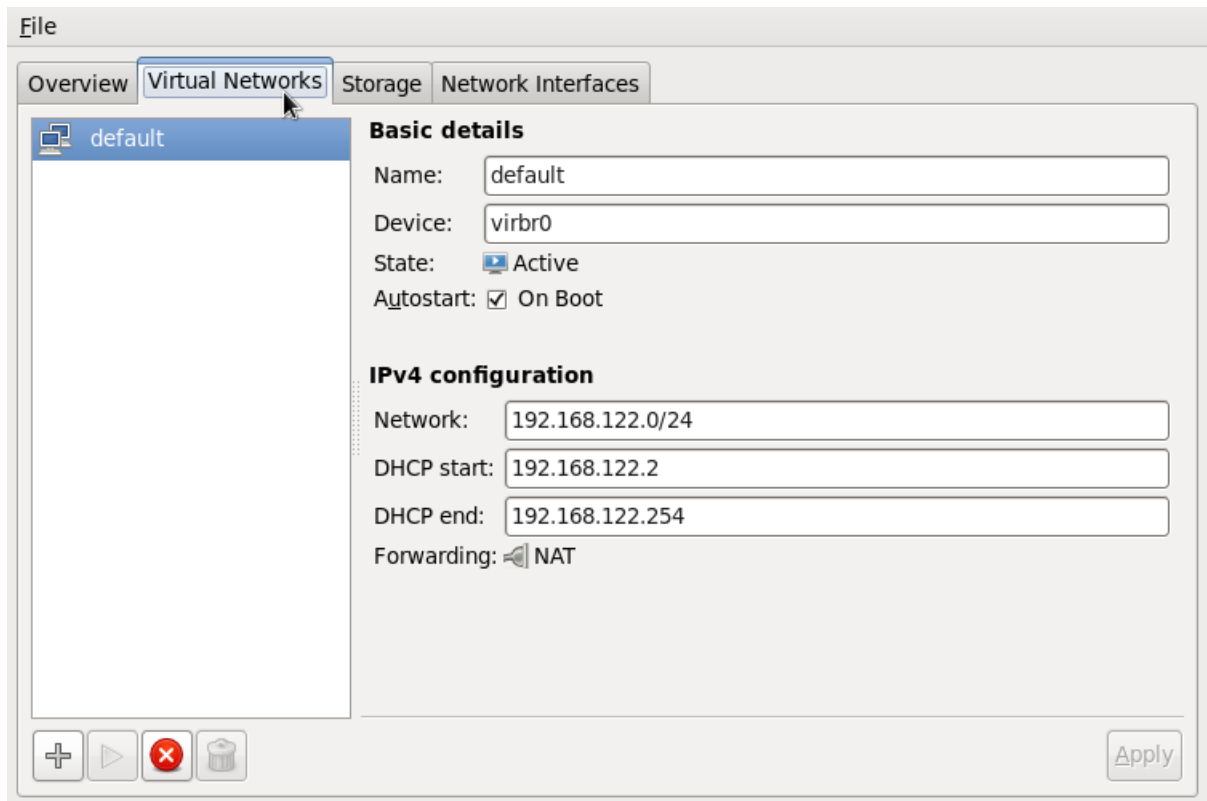 File
Overview Virtual Networks Storage Network Interfaces
default
Basic details
Name: default
Device: virbr0
State: Active
Autostart: On Boot
IPv4 configuration
Network: 192.168.122.0/24
DHCP start: 192.168.122.2
DHCP end: 192.168.122.254
Forwarding: NAT
Apply